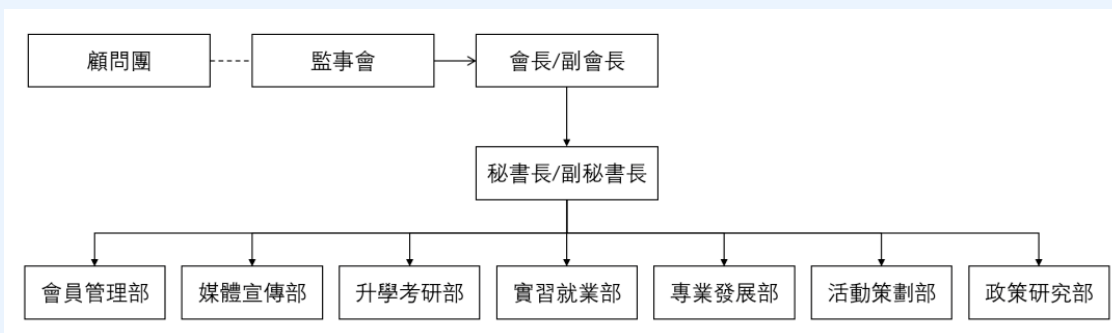 顧問團
監事會
會長/副會長
秘書長/副秘書長
會員管理部
媒體宣傳部
升學考研部
實習就業部
專業發展部
活動策劃部
政策研究部